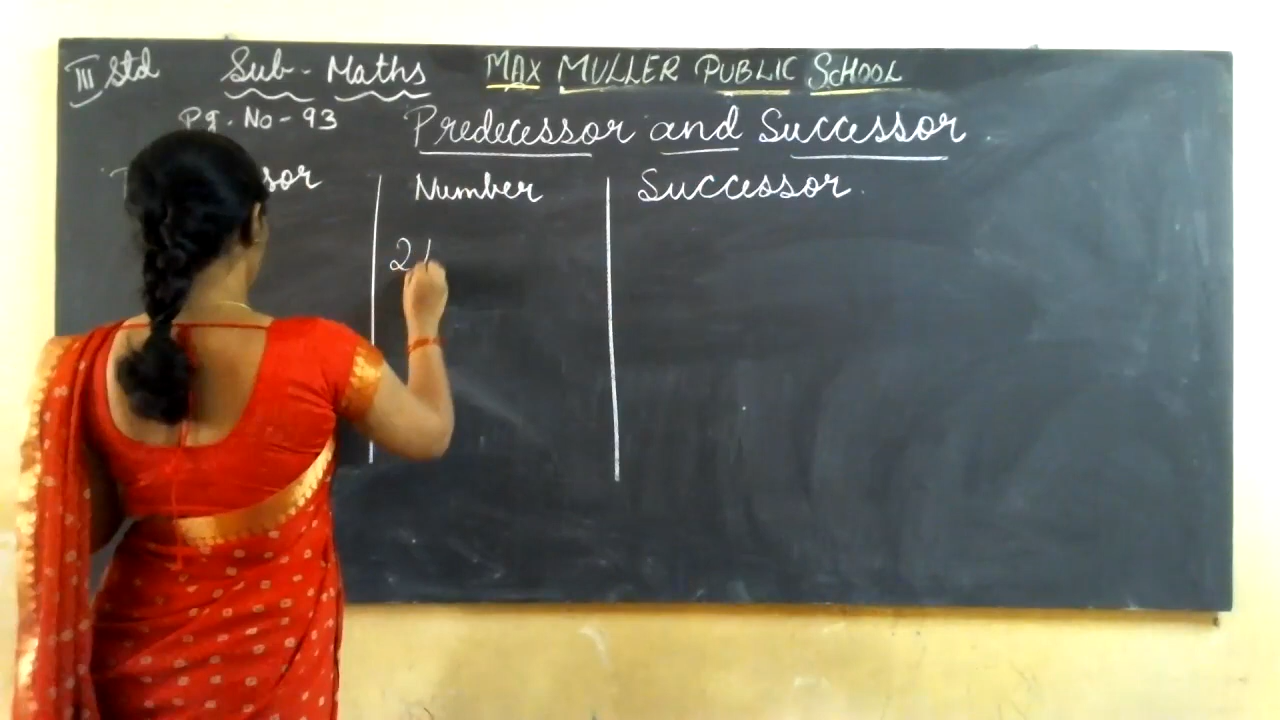 III Std Sub - Maths MAX MULLER PUBLIC SCHOOL
Pg. No - 93 Predecessor and Successor
Number Successor
2